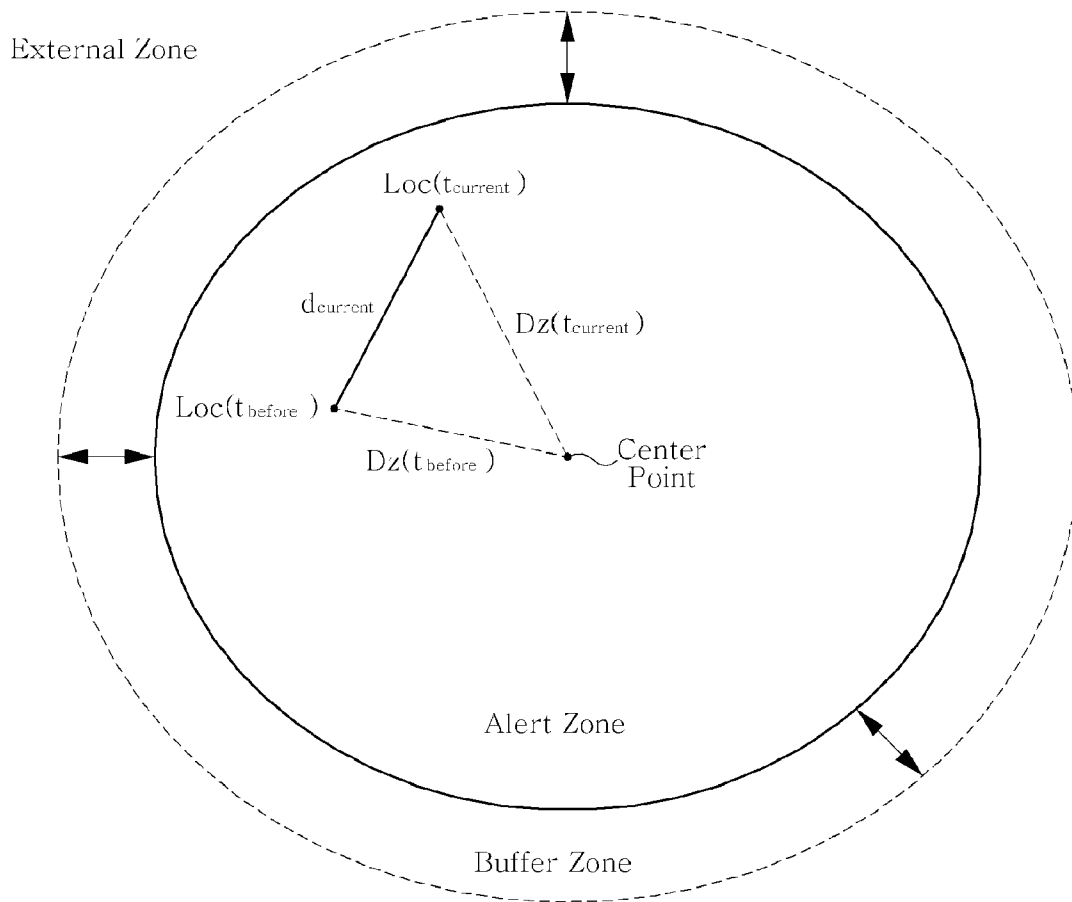 External Zone
Loc(tcurrent)
dcurrent
Dz(tcurrent)
Loc(tbefore)
Dz(tbefore)
Center
Point
Alert Zone
Buffer Zone